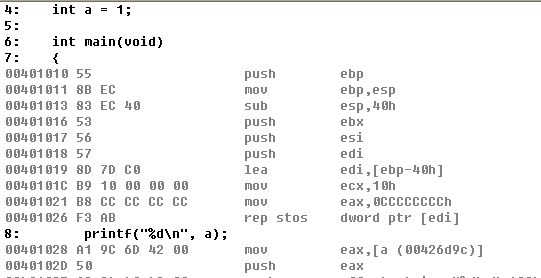 4:    int a = 1;
5:
6:    int main(void)
7:    {
00401010 55                   push        ebp
00401011 8B EC                mov         ebp,esp
00401013 83 EC 40             sub         esp,40h
00401016 53                   push        ebx
00401017 56                   push        esi
00401018 57                   push        edi
00401019 8D 7D C0             lea         edi,[ebp-40h]
0040101C B9 10 00 00 00       mov         ecx,10h
00401021 B8 CC CC CC CC       mov         eax,0CCCCCCCCh
00401026 F3 AB                rep stos    dword ptr [edi]
8:        printf("%d\n", a);
00401028 A1 9C 6D 42 00       mov         eax,[a (00426d9c)]
0040102D 50                   push        eax